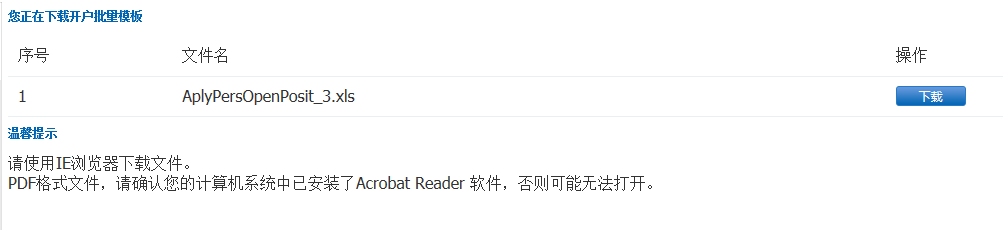 您正在下载开户批量模板
序号 文件名 操作
1 AplyPersOpenPosit_3.xls 下载
温馨提示
请使用IE浏览器下载文件。
PDF格式文件，请确认您的计算机系统中已安装了Acrobat Reader 软件，否则可能无法打开。